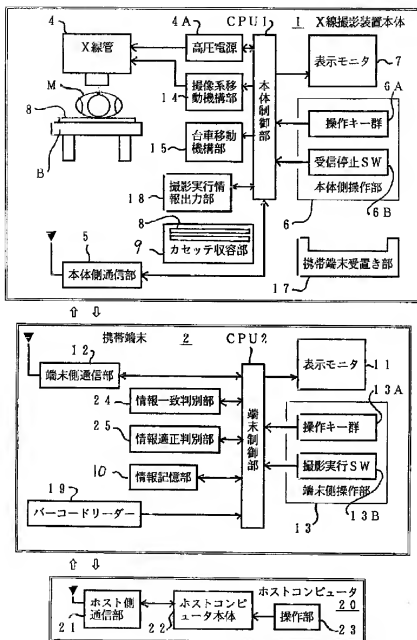 4
4A
CPU1
1 X線撮影装置本体
X線管
高圧電源
表示モニタ
7
M
8
14
撮像系移動機構部
本体制御部
6A
操作キー群
B
15
台車移動機構部
受信停止SW
本体側操作部
6B
18
撮影実行情報出力部
6
8
9
カセッテ収容部
5
本体側通信部
携帯端末受置き部
17
⇧ ⇩
携帯端末 2
CPU2
12
端末側通信部
表示モニタ
11
24
情報一致判別部
13A
25
情報適正判別部
端末制御部
操作キー群
10
情報記憶部
撮影実行SW
19
端末側操作部
バーコードリーダー
13
13B
⇧ ⇩
ホストコンピュータ
20
ホスト側通信部
ホストコンピュータ本体
操作部
21
22
23